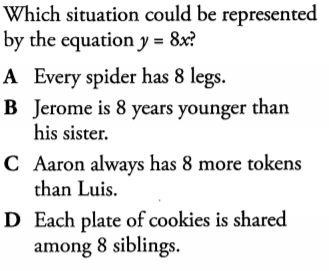 Which situation could be represented
by the equation y = 8x?
A Every spider has 8 legs.
B Jerome is 8 years younger than
his sister.
C Aaron always has 8 more tokens
than Luis.
D Each plate of cookies is shared
among 8 siblings.